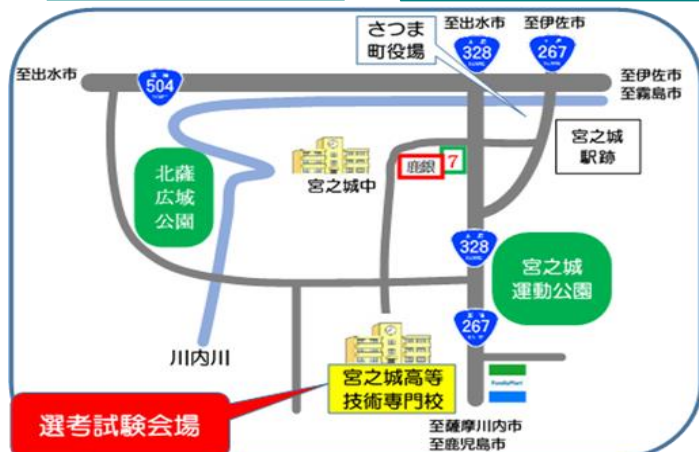 さつま
町役場
至出水市
至伊佐市
328
267
至出水市
504
至伊佐市
至霧島市
宮之城
駅跡
北薩
広域
公園
宮之城中
鹿銀
7
328
宮之城
運動公園
267
川内川
FamilyMart
宮之城高等
技術専門校
選考試験会場
至薩摩川内市
至鹿児島市